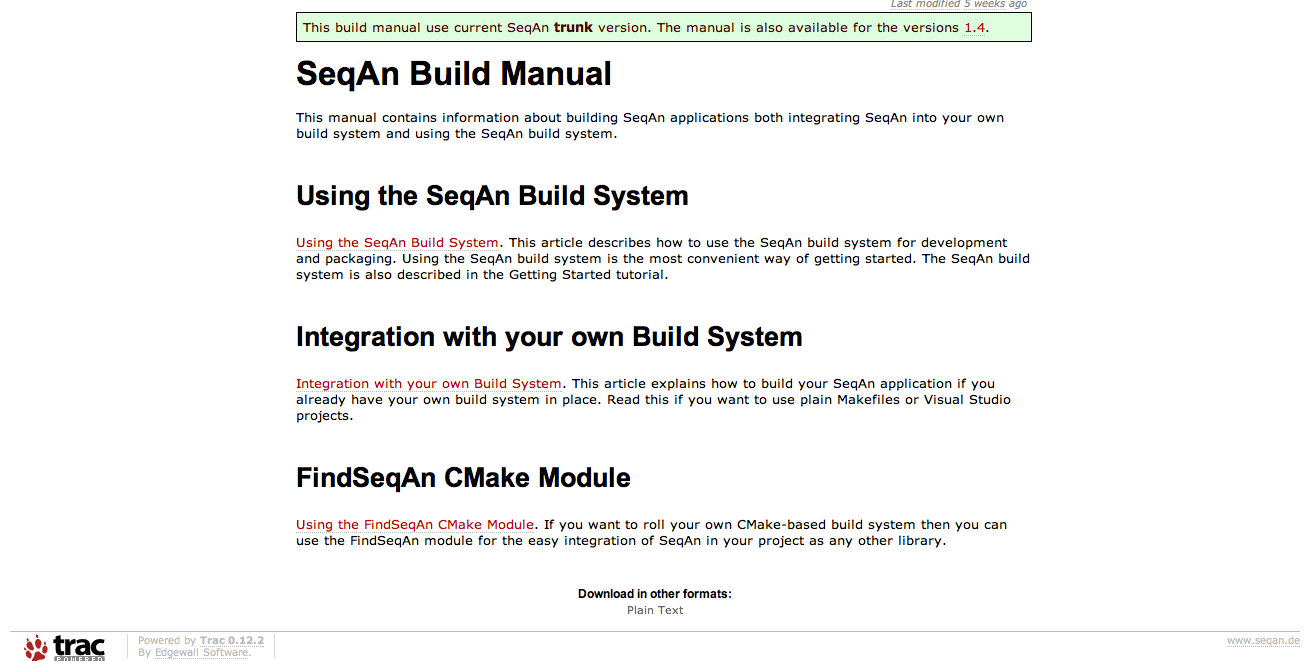 Last modified 5 weeks ago
This build manual use current SeqAn trunk version. The manual is also available for the versions 1.4.
SeqAn Build Manual
This manual contains information about building SeqAn applications both integrating SeqAn into your own
build system and using the SeqAn build system.
Using the SeqAn Build System
Using the SeqAn Build System. This article describes how to use the SeqAn build system for development
and packaging. Using the SeqAn build system is the most convenient way of getting started. The SeqAn build
system is also described in the Getting Started tutorial.
Integration with your own Build System
Integration with your own Build System. This article explains how to build your SeqAn application if you
already have your own build system in place. Read this if you want to use plain Makefiles or Visual Studio
projects.
FindSeqAn CMake Module
Using the FindSeqAn CMake Module. If you want to roll your own CMake-based build system then you can
use the FindSeqAn module for the easy integration of SeqAn in your project as any other library.
Download in other formats:
Plain Text
trac
POWERED
Powered by Trac 0.12.2
By Edgewall Software.
www.seqan.de